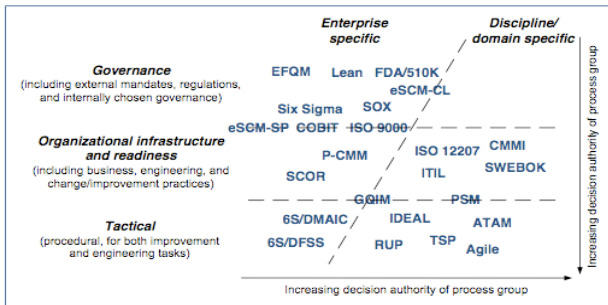 Enterprise specific
Discipline/ domain specific
Governance
(including external mandates, regulations,
and internally chosen governance)
EFQM Lean FDA/510K
eSCM-CL
Six Sigma SOX
eSCM-SP COBIT ISO 9000
Organizational infrastructure
and readiness
(including business, engineering, and
change/improvement practices)
P-CMM ISO 12207 CMMI
SCOR ITIL SWEBOK
GQIM PSM
Tactical
(procedural, for both improvement
and engineering tasks)
6S/DMAIC IDEAL ATAM
6S/DFSS RUP TSP Agile
Increasing decision authority of process group
Increasing decision authority of process group